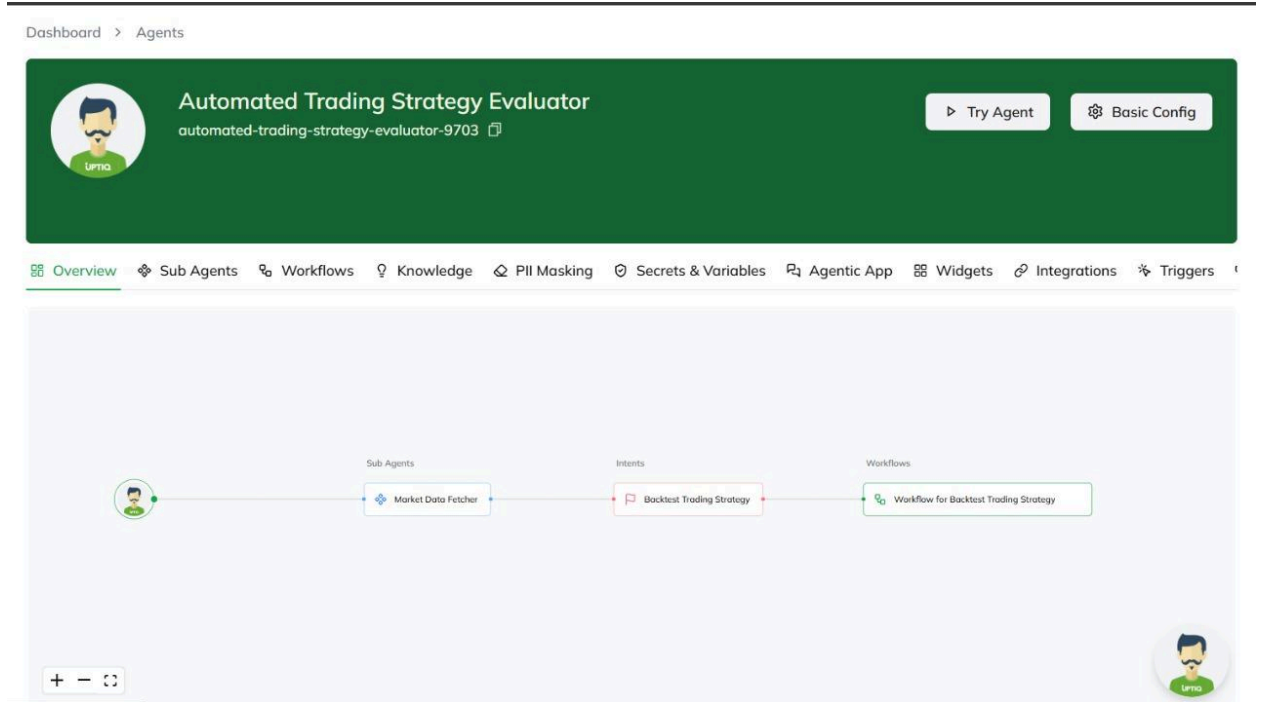 Dashboard > Agents
Automated Trading Strategy Evaluator
automated-trading-strategy-evaluator-9703
Try Agent
Basic Config
UPTIQ
Overview
Sub Agents
Workflows
Knowledge
PII Masking
Secrets & Variables
Agentic App
Widgets
Integrations
Triggers
Sub Agents
Intents
Workflows
Market Data Fetcher
Backtest Trading Strategy
Workflow for Backtest Trading Strategy
UPTIQ